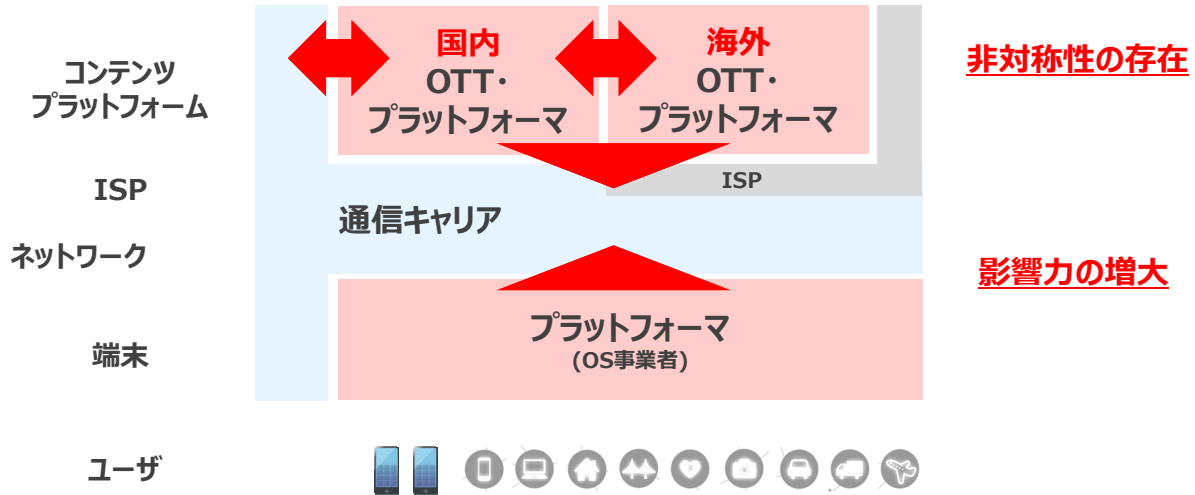 国内
OTT・
プラットフォーマ
海外
OTT・
プラットフォーマ
非対称性の存在
コンテンツ
プラットフォーム
ISP
ISP
通信キャリア
ネットワーク
影響力の増大
プラットフォーマ
(OS事業者)
端末
ユーザ